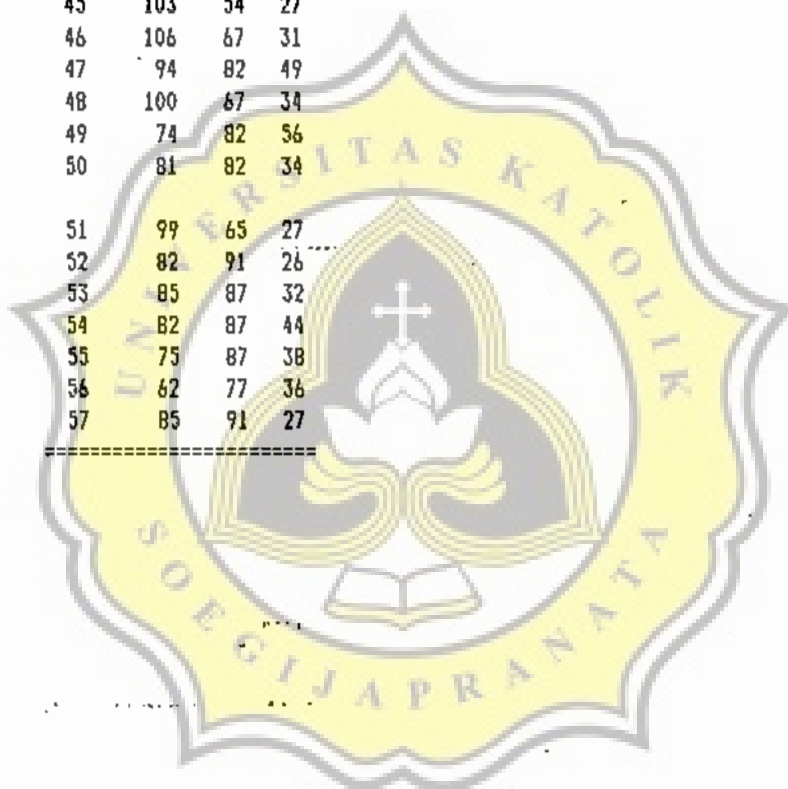 45 103 54 27
46 106 67 31
47 94 82 49
48 100 67 34
49 74 82 56
50 81 82 34
51 99 65 27
52 82 91 26
53 85 87 32
54 82 87 44
55 75 87 38
56 62 77 36
57 85 91 27
========================
UNIVERSITAS KATOLIK
SOEGIJAPRANATA